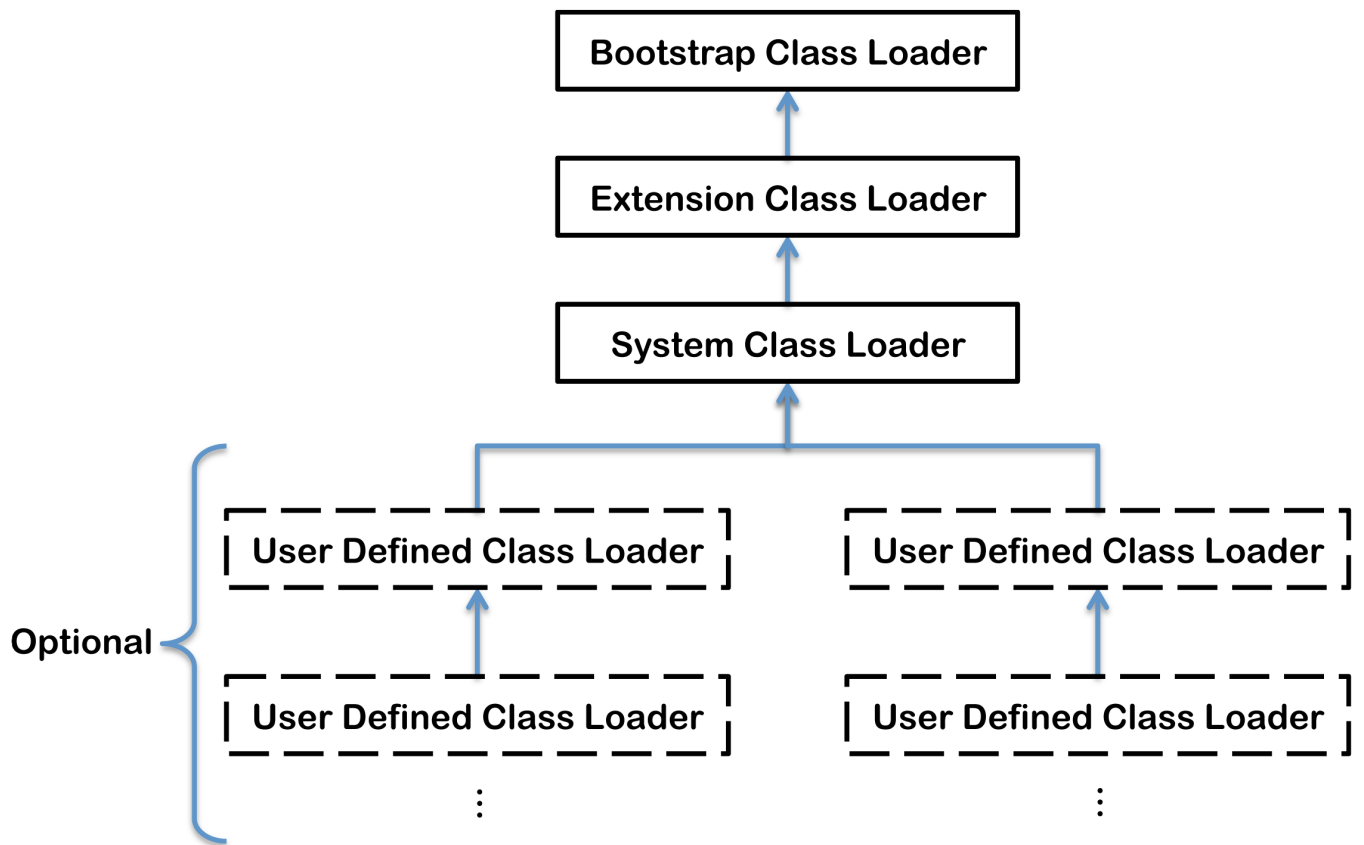 Bootstrap Class Loader
Extension Class Loader
System Class Loader
User Defined Class Loader
User Defined Class Loader
Optional
User Defined Class Loader
User Defined Class Loader
⋮
⋮